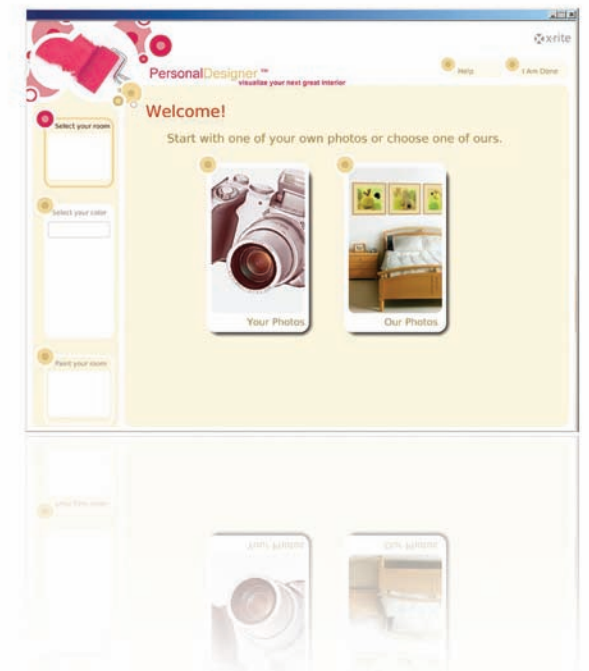 x·rite
PersonalDesigner™
visualize your next great interior
Help
I Am Done
Welcome!
Start with one of your own photos or choose one of ours.
Select your room
Select your color
Paint your room
Your Photos
Our Photos